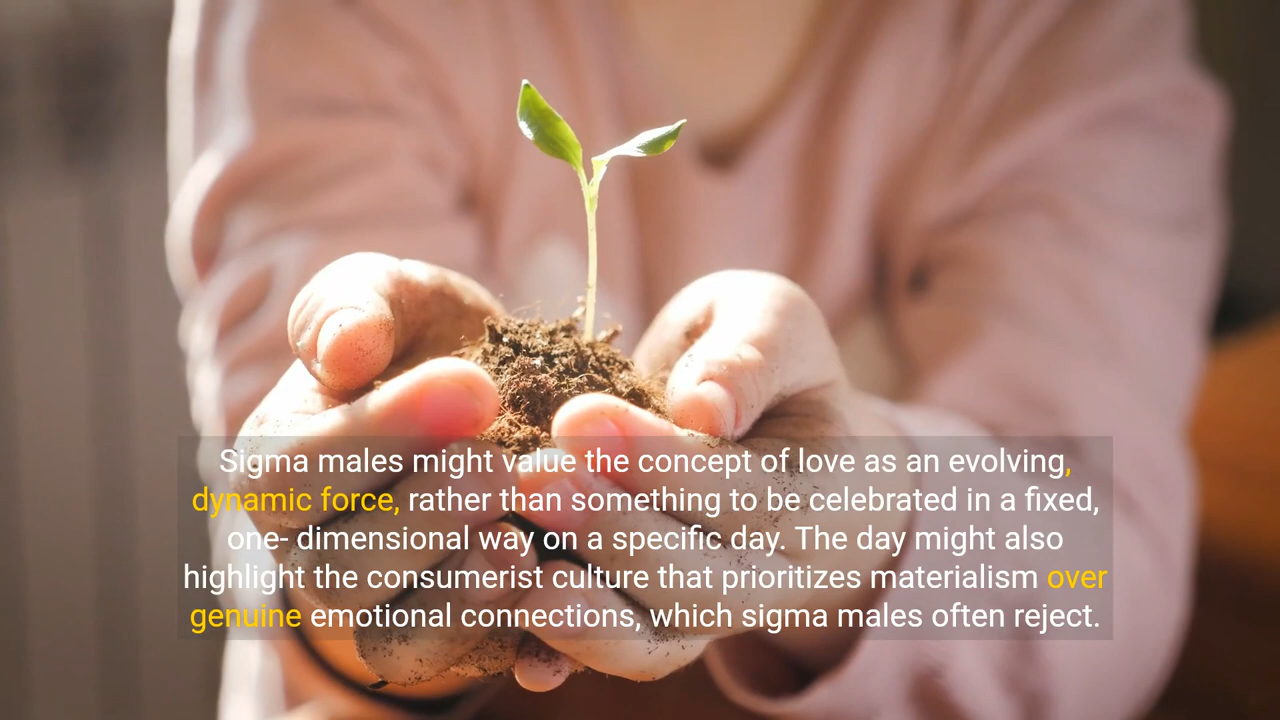 Sigma males might value the concept of love as an evolving,
dynamic force, rather than something to be celebrated in a fixed,
one- dimensional way on a specific day. The day might also
highlight the consumerist culture that prioritizes materialism over
genuine emotional connections, which sigma males often reject.